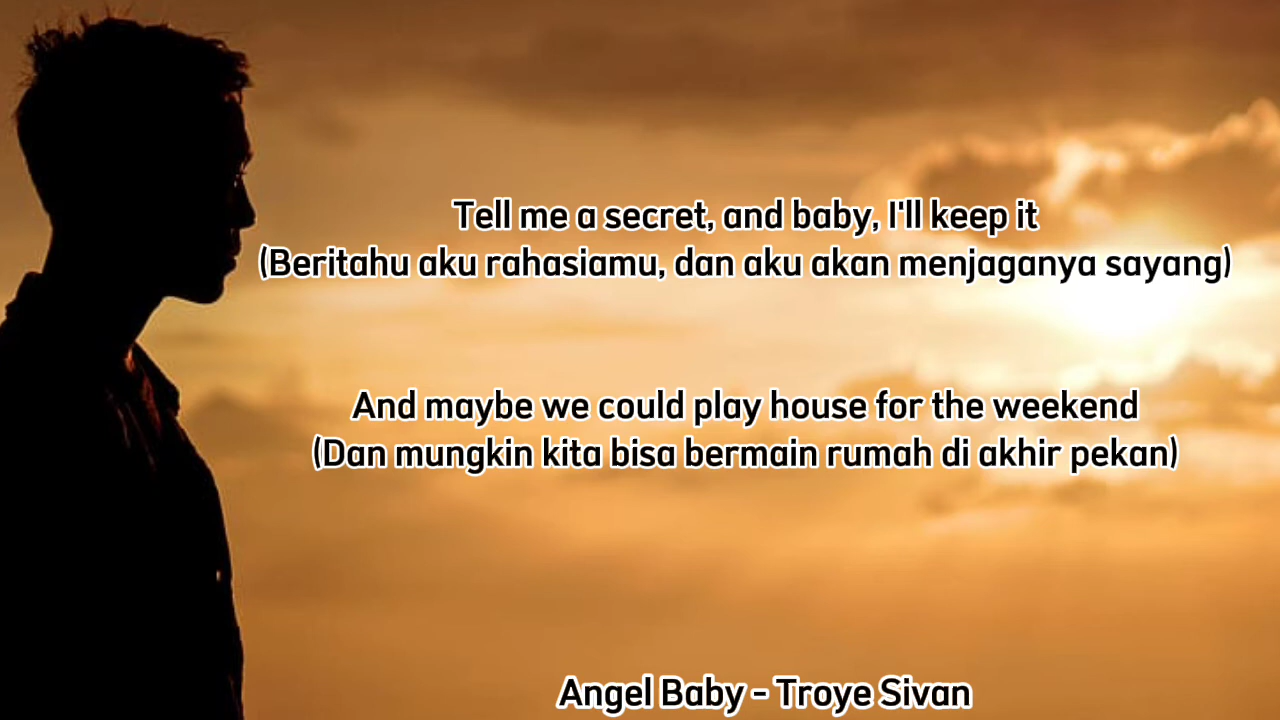 Tell me a secret, and baby, I'll keep it
(Beritahu aku rahasiamu, dan aku akan menjaganya sayang)
And maybe we could play house for the weekend
(Dan mungkin kita bisa bermain rumah di akhir pekan)
Angel Baby - Troye Sivan